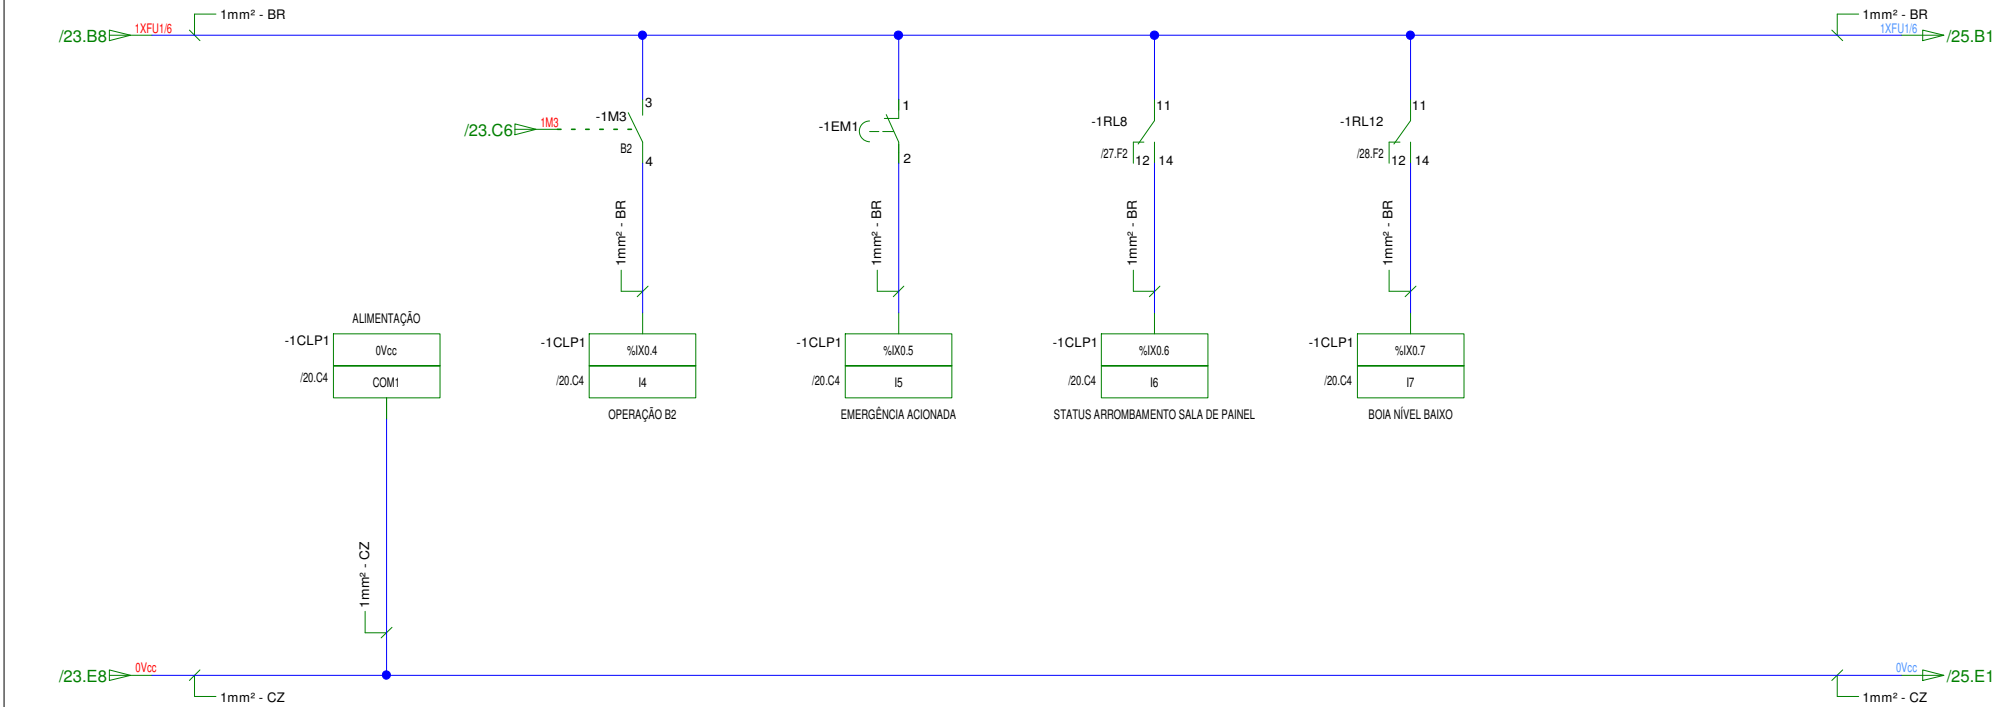 1mm² - BR
1mm² - BR
/23.B8 1XFU1/6
1XFU1/6 /25.B1
3
1
11
11
-1M3
-1EM1
-1RL8
-1RL12
/23.C6 1M3
B2
4
2
/27.F2 12 14
/28.F2 12 14
1mm² - BR
1mm² - BR
1mm² - BR
1mm² - BR
ALIMENTAÇÃO
-1CLP1 0Vcc
/20.C4 COM1
-1CLP1 %IX0.4
/20.C4 I4
OPERAÇÃO B2
-1CLP1 %IX0.5
/20.C4 I5
EMERGÊNCIA ACIONADA
-1CLP1 %IX0.6
/20.C4 I6
STATUS ARROMBAMENTO SALA DE PAINEL
-1CLP1 %IX0.7
/20.C4 I7
BOIA NÍVEL BAIXO
1mm² - CZ
/23.E8 0Vcc
0Vcc /25.E1
1mm² - CZ
1mm² - CZ